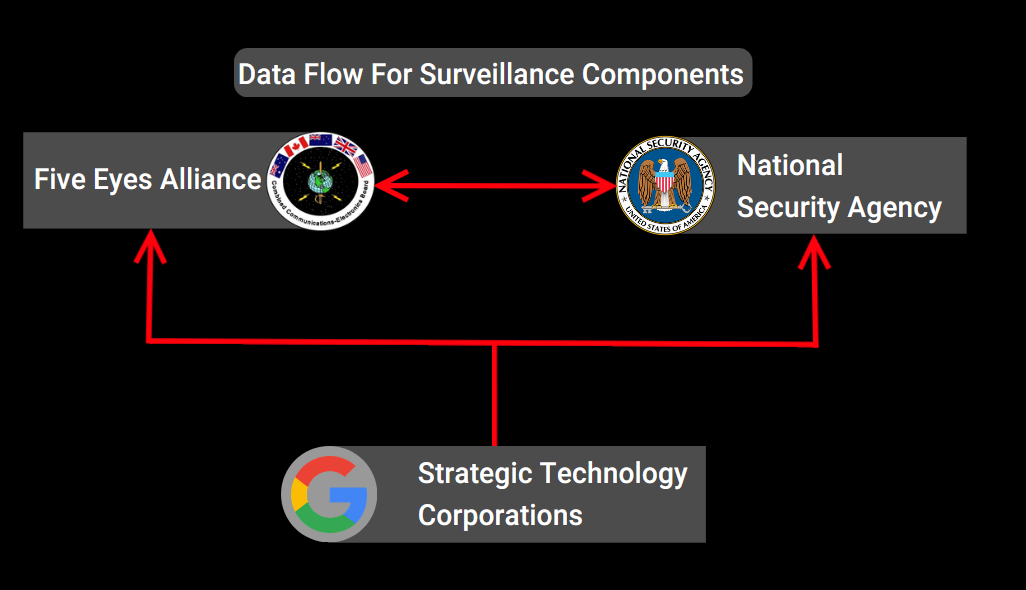 Data Flow For Surveillance Components
Five Eyes Alliance
Combined Communications-Electronics Board
NATIONAL SECURITY AGENCY
UNITED STATES OF AMERICA
National
Security Agency
Strategic Technology
Corporations